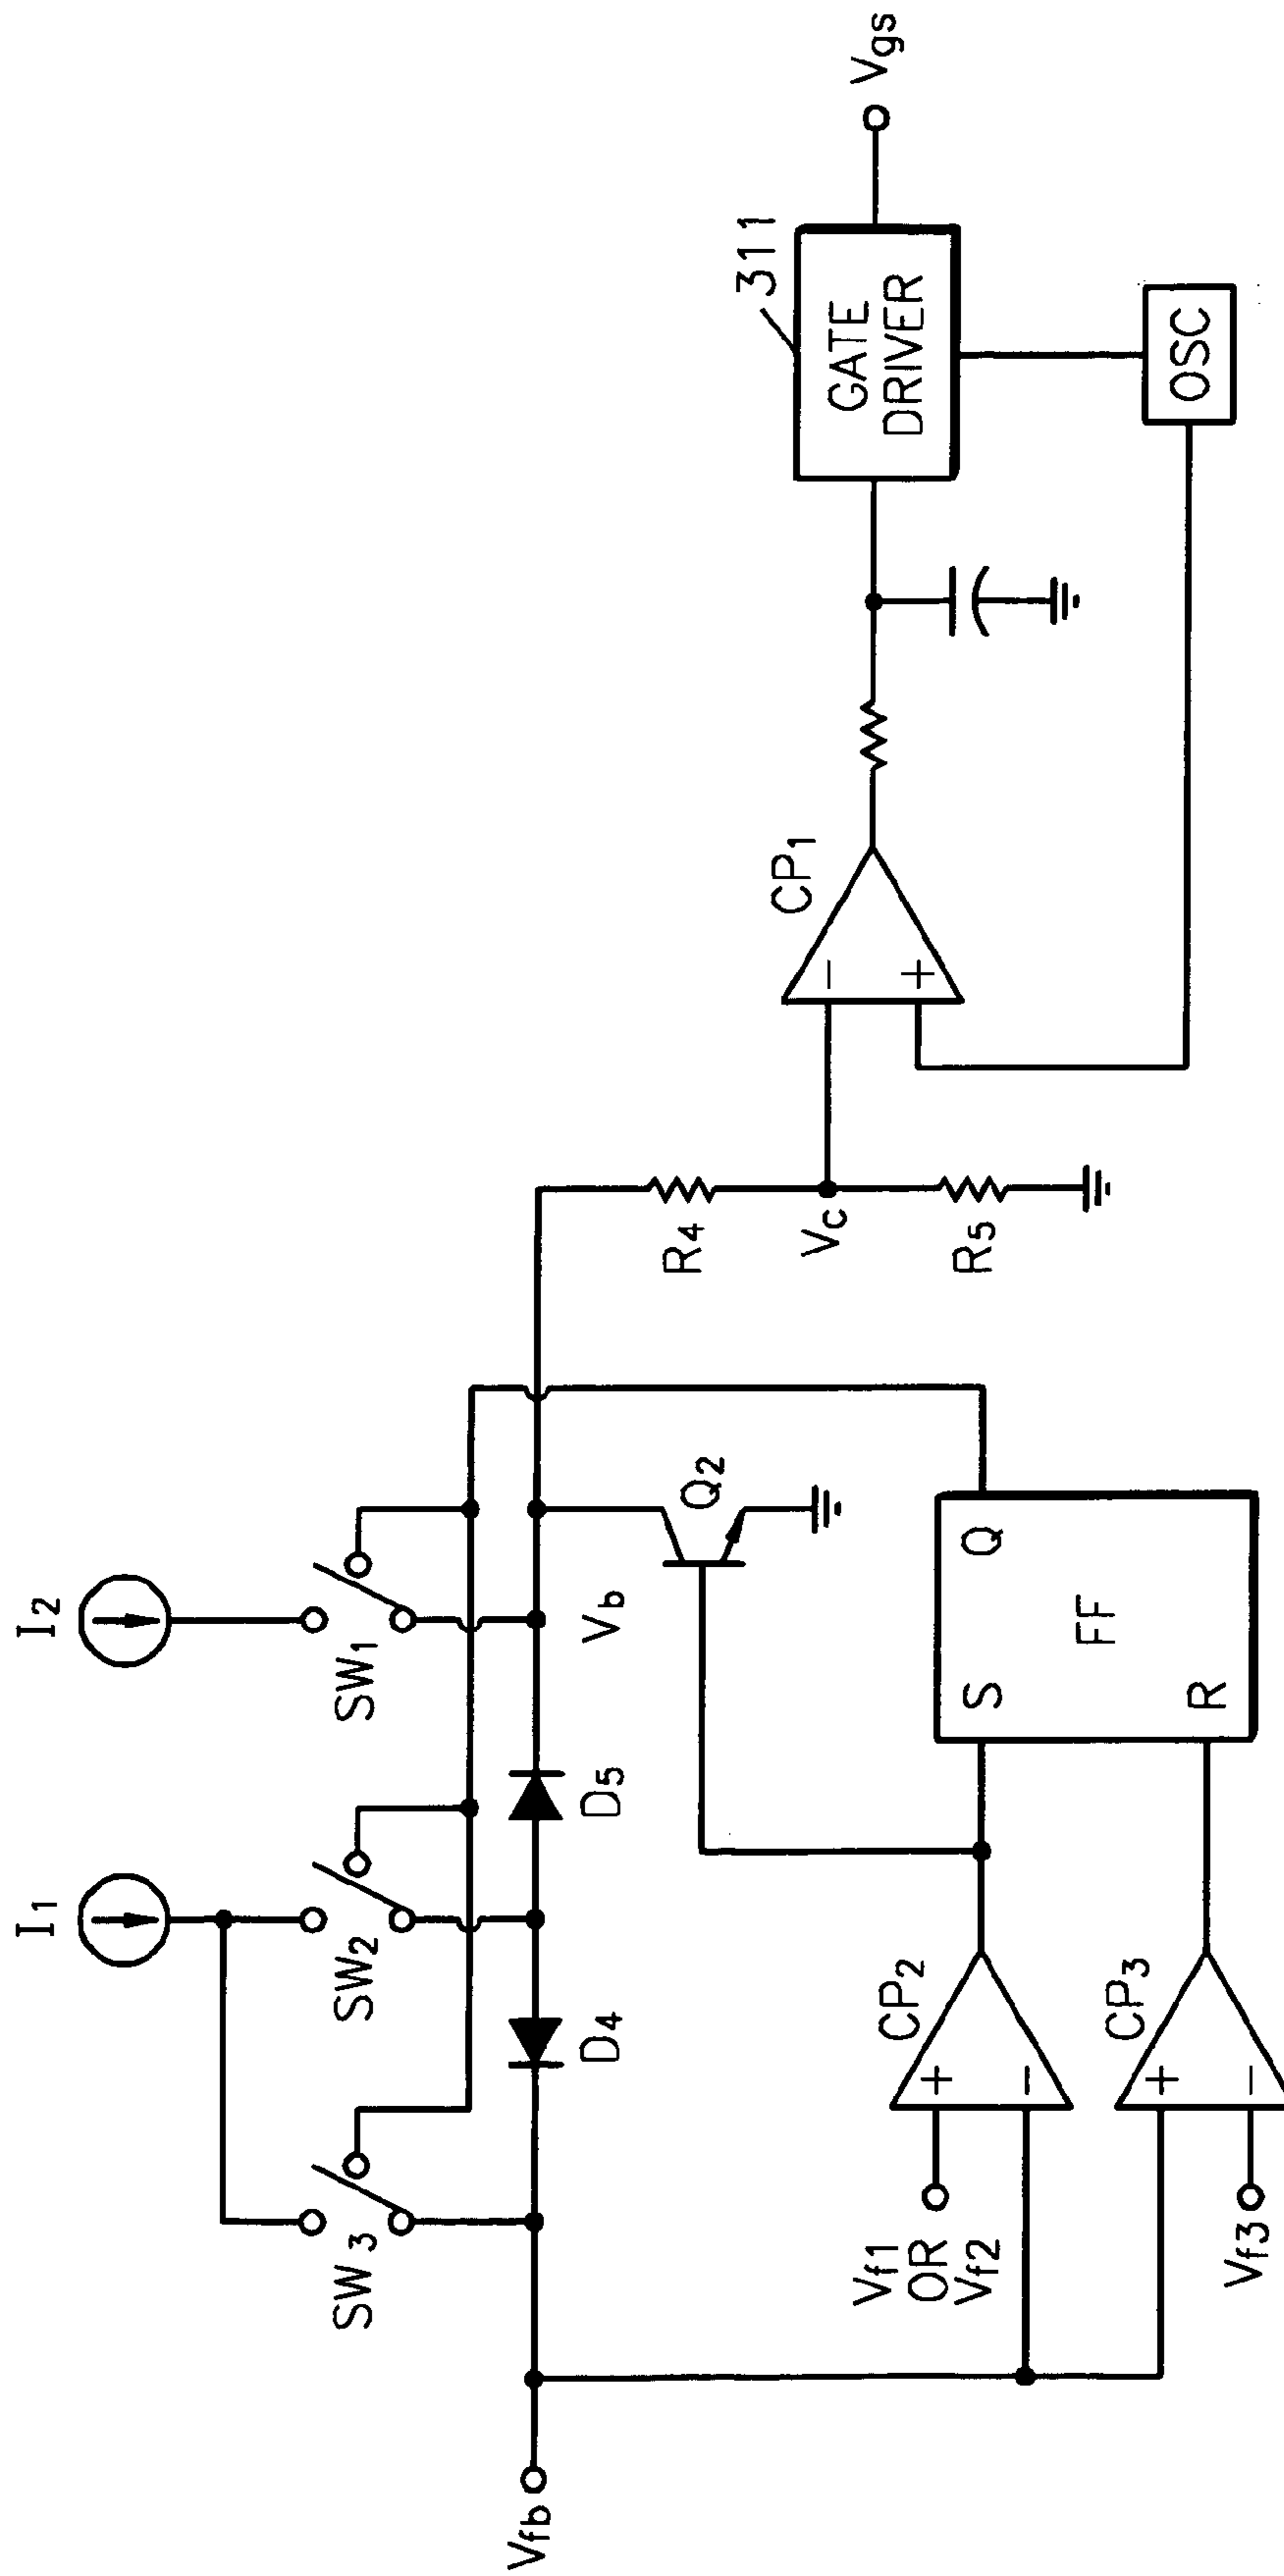 I1
I2
SW3
SW2
SW1
Vfb
D4
D5
Vb
Q2
R4
Vc
R5
CP1
−
+
311
GATE
DRIVER
Vgs
OSC
Vf1
OR
Vf2
+
−
CP2
Vf3
+
−
CP3
S
Q
FF
R